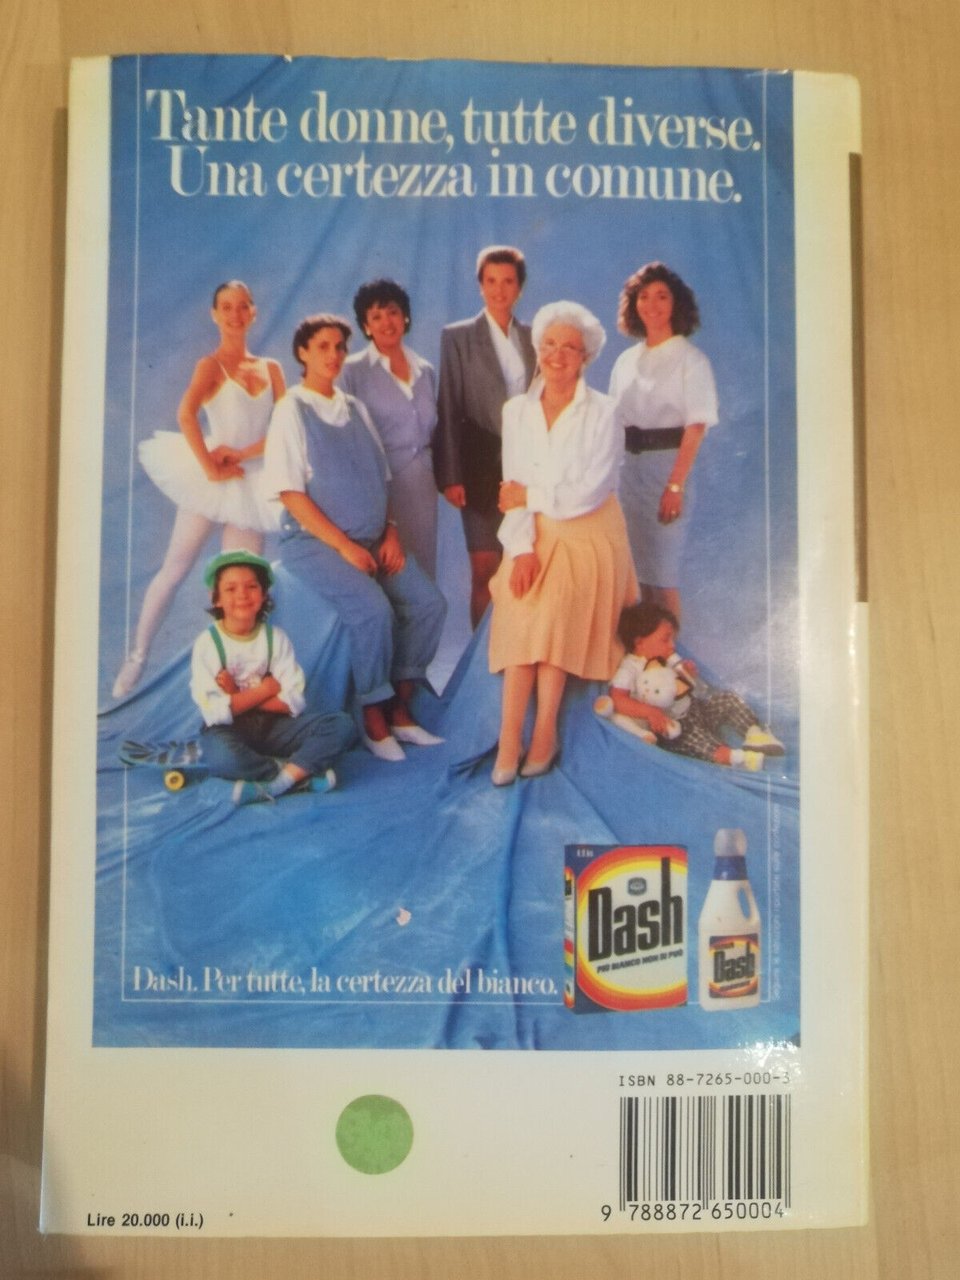 Tante donne, tutte diverse.
Una certezza in comune.
Dash
PIÙ BIANCO NON SI PUÒ
Dash
Dash. Per tutte, la certezza del bianco.
ISBN 88-7265-000-3
9 788872 650004
Lire 20.000 (i.i.)